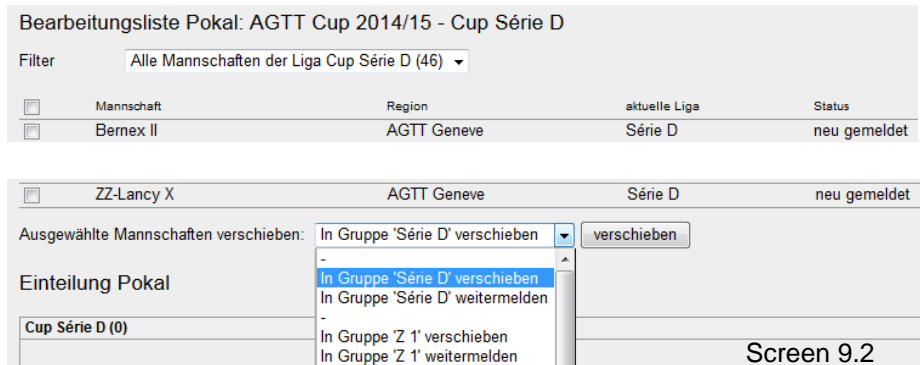 Bearbeitungsliste Pokal: AGTT Cup 2014/15 - Cup Série D
Filter Alle Mannschaften der Liga Cup Série D (46)
Mannschaft Region aktuelle Liga Status
Bernex II AGTT Geneve Série D neu gemeldet
ZZ-Lancy X AGTT Geneve Série D neu gemeldet
Ausgewählte Mannschaften verschieben: In Gruppe 'Série D' verschieben verschieben
-
In Gruppe 'Série D' verschieben
Einteilung Pokal
In Gruppe 'Série D' weitermelden
-
Cup Série D (0)
In Gruppe 'Z 1' verschieben
In Gruppe 'Z 1' weitermelden
Screen 9.2